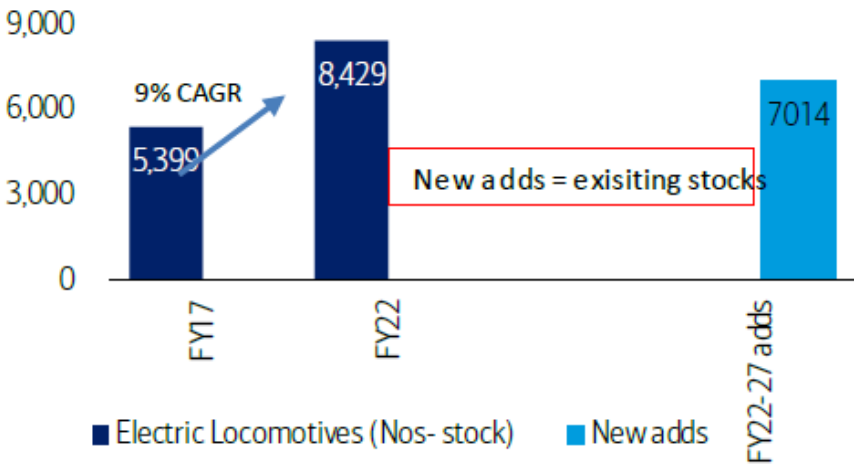 9,000
6,000
3,000
0
9% CAGR
5,399
8,429
7014
New adds = exisiting stocks
FY17
FY22
FY22-27 adds
Electric Locomotives (Nos- stock)
New adds